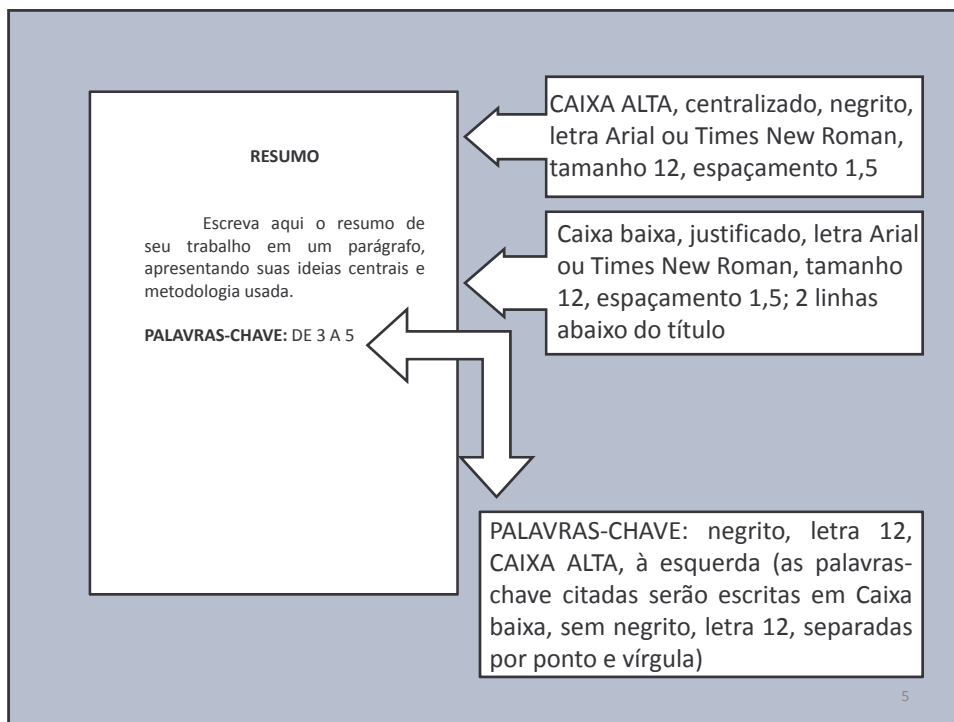 RESUMO
Escreva aqui o resumo de
seu trabalho em um parágrafo,
apresentando suas ideias centrais e
metodologia usada.
PALAVRAS-CHAVE: DE 3 A 5
CAIXA ALTA, centralizado, negrito,
letra Arial ou Times New Roman,
tamanho 12, espaçamento 1,5
Caixa baixa, justificado, letra Arial
ou Times New Roman, tamanho
12, espaçamento 1,5; 2 linhas
abaixo do título
PALAVRAS-CHAVE: negrito, letra 12,
CAIXA ALTA, à esquerda (as palavras-
chave citadas serão escritas em Caixa
baixa, sem negrito, letra 12, separadas
por ponto e vírgula)
5